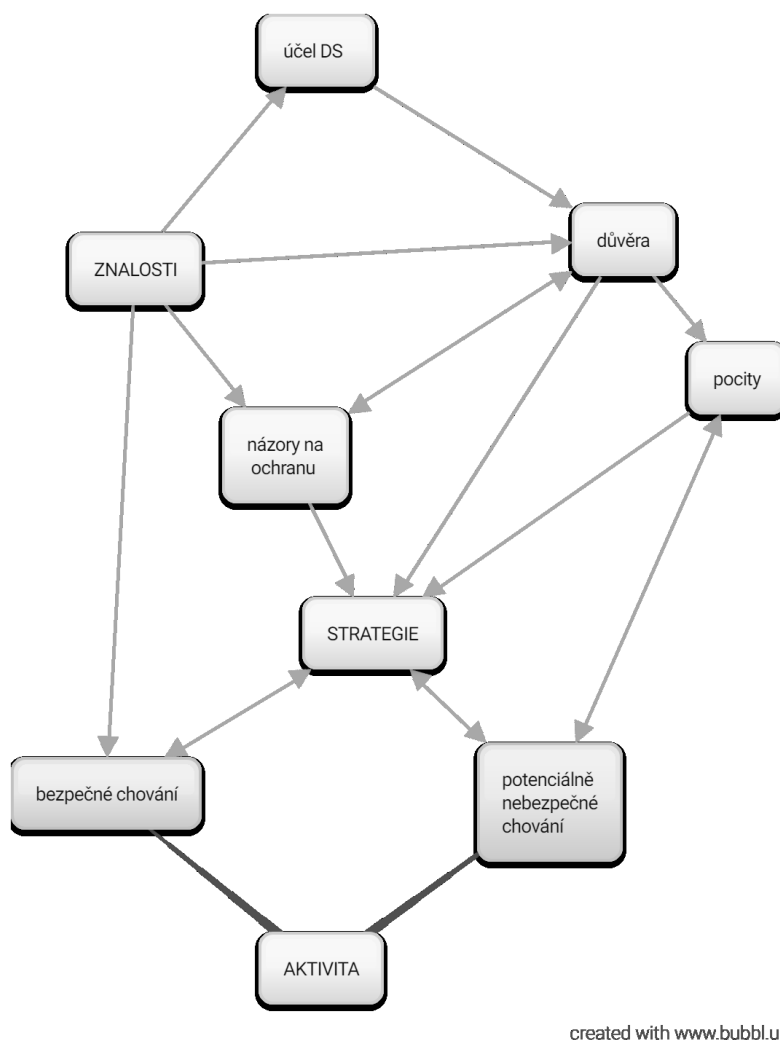 účel DS
důvěra
ZNALOSTI
pocity
názory na
ochranu
STRATEGIE
bezpečné chování
potenciálně
nebezpečné
chování
AKTIVITA
created with www.bubbl.u